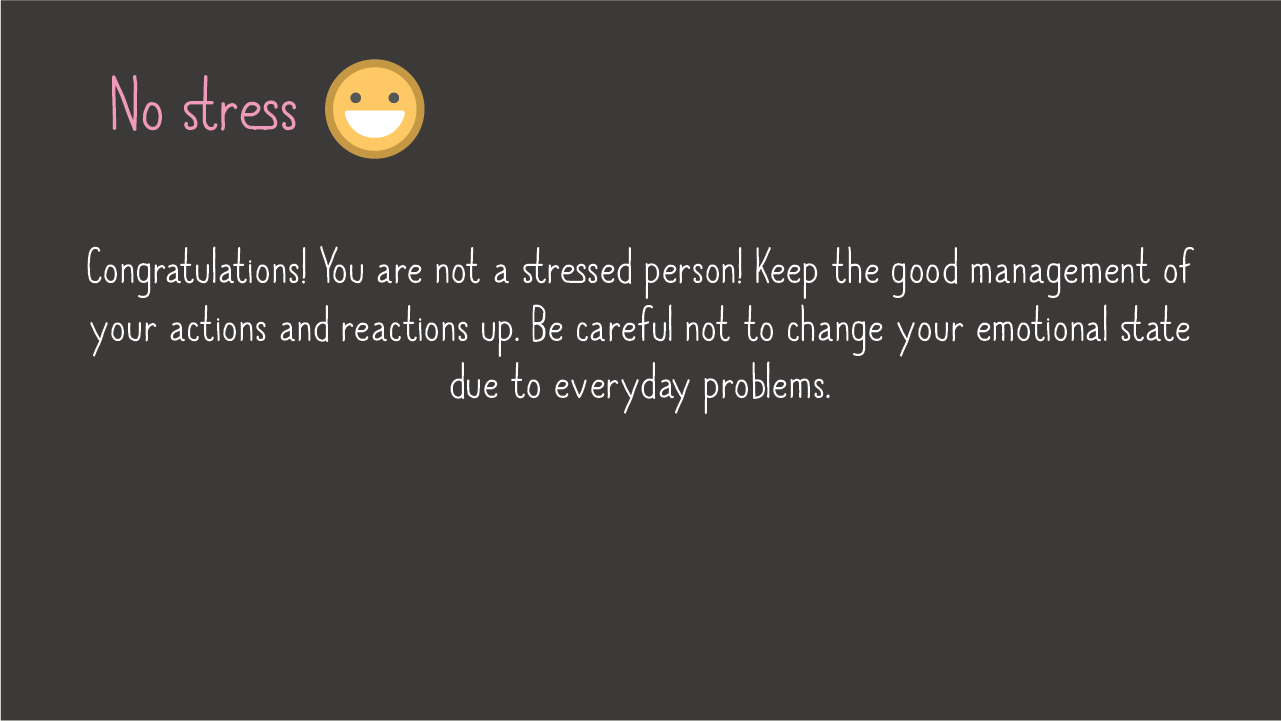 No stress
Congratulations! You are not a stressed person! Keep the good management of
your actions and reactions up. Be careful not to change your emotional state
due to everyday problems.